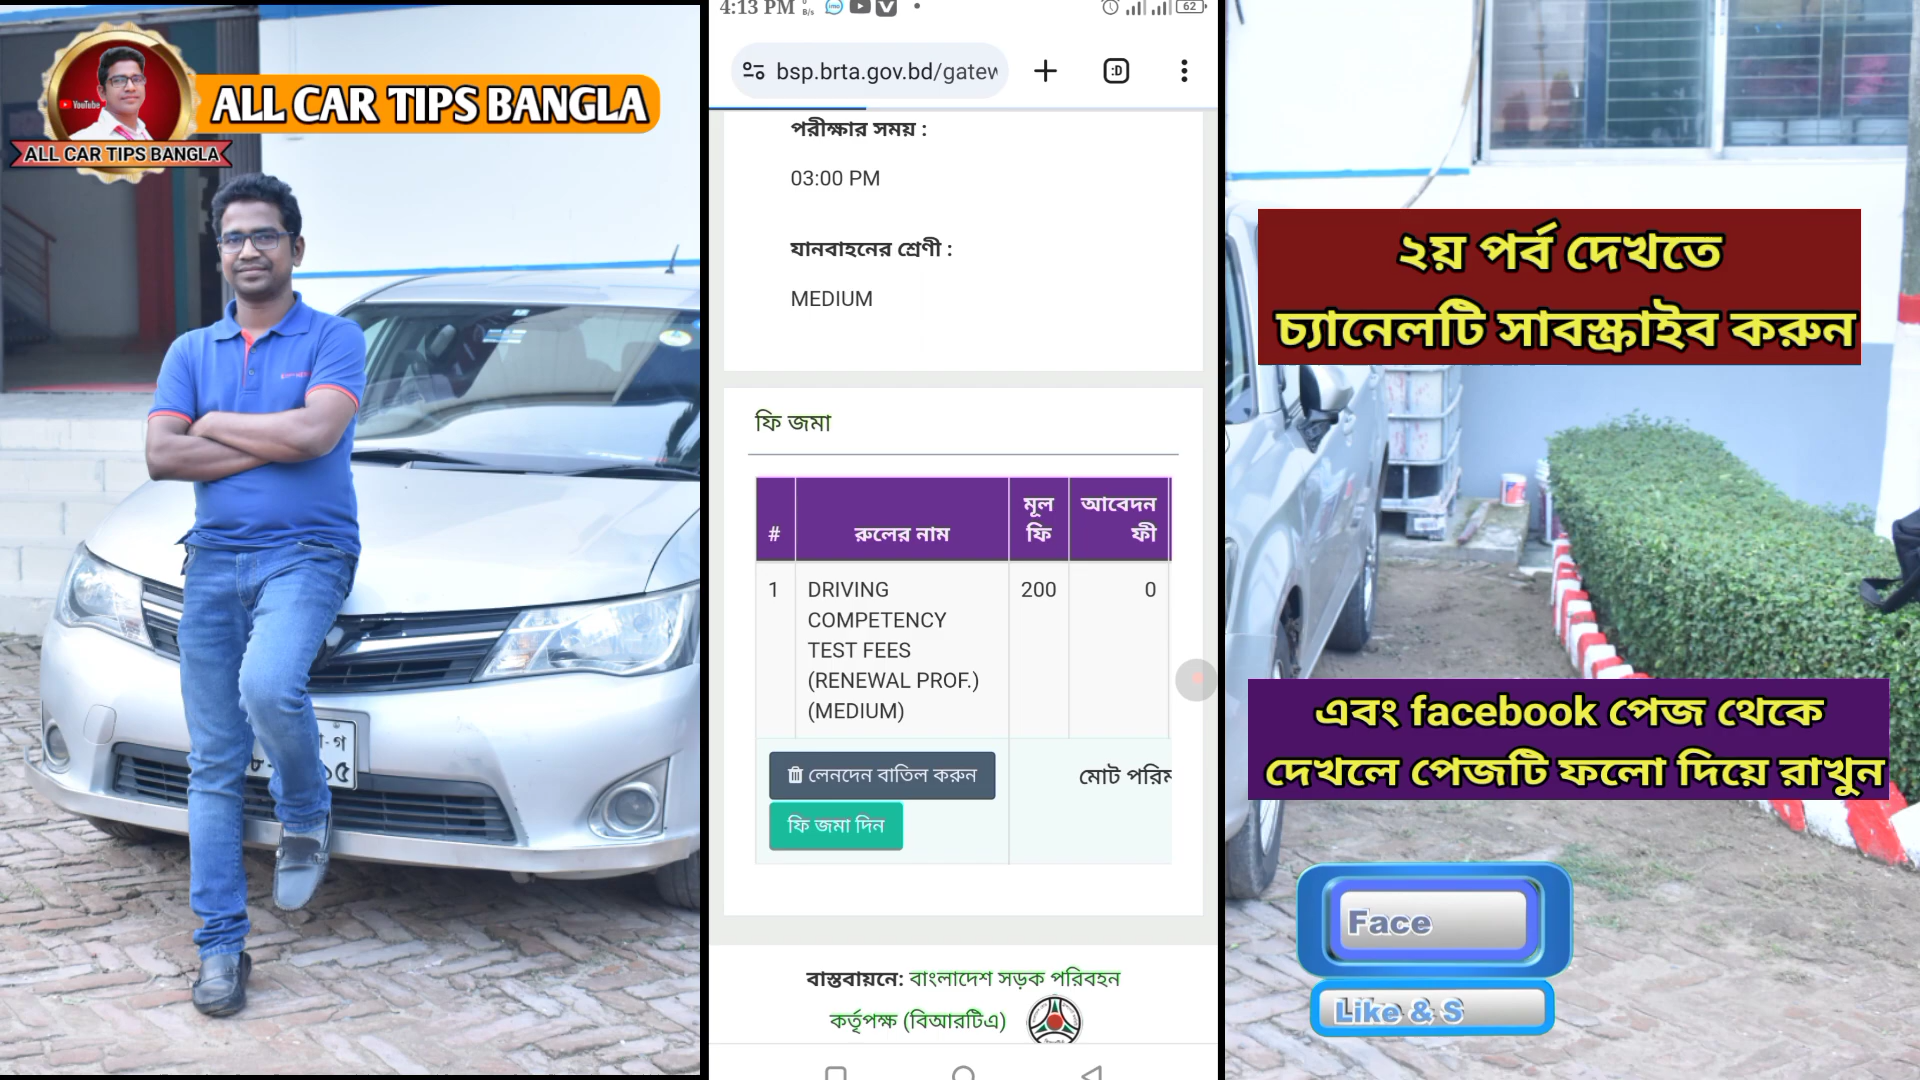 YouTube
ALL CAR TIPS BANGLA
ALL CAR TIPS BANGLA
4:13 PM
B/s
62
bsp.brta.gov.bd/gatew
:D
পরীক্ষার সময় :
03:00 PM
যানবাহনের শ্রেণী :
MEDIUM
ফি জমা
#
রুলের নাম
মূল
ফি
আবেদন
ফী
1
DRIVING
COMPETENCY
TEST FEES
(RENEWAL PROF.)
(MEDIUM)
200
0
লেনদেন বাতিল করুন
মোট পরিম
ফি জমা দিন
বাস্তবায়নে: বাংলাদেশ সড়ক পরিবহন
কর্তৃপক্ষ (বিআরটিএ)
২য় পর্ব দেখতে
চ্যানেলটি সাবস্ক্রাইব করুন
এবং facebook পেজ থেকে
দেখলে পেজটি ফলো দিয়ে রাখুন
Face
Like & S